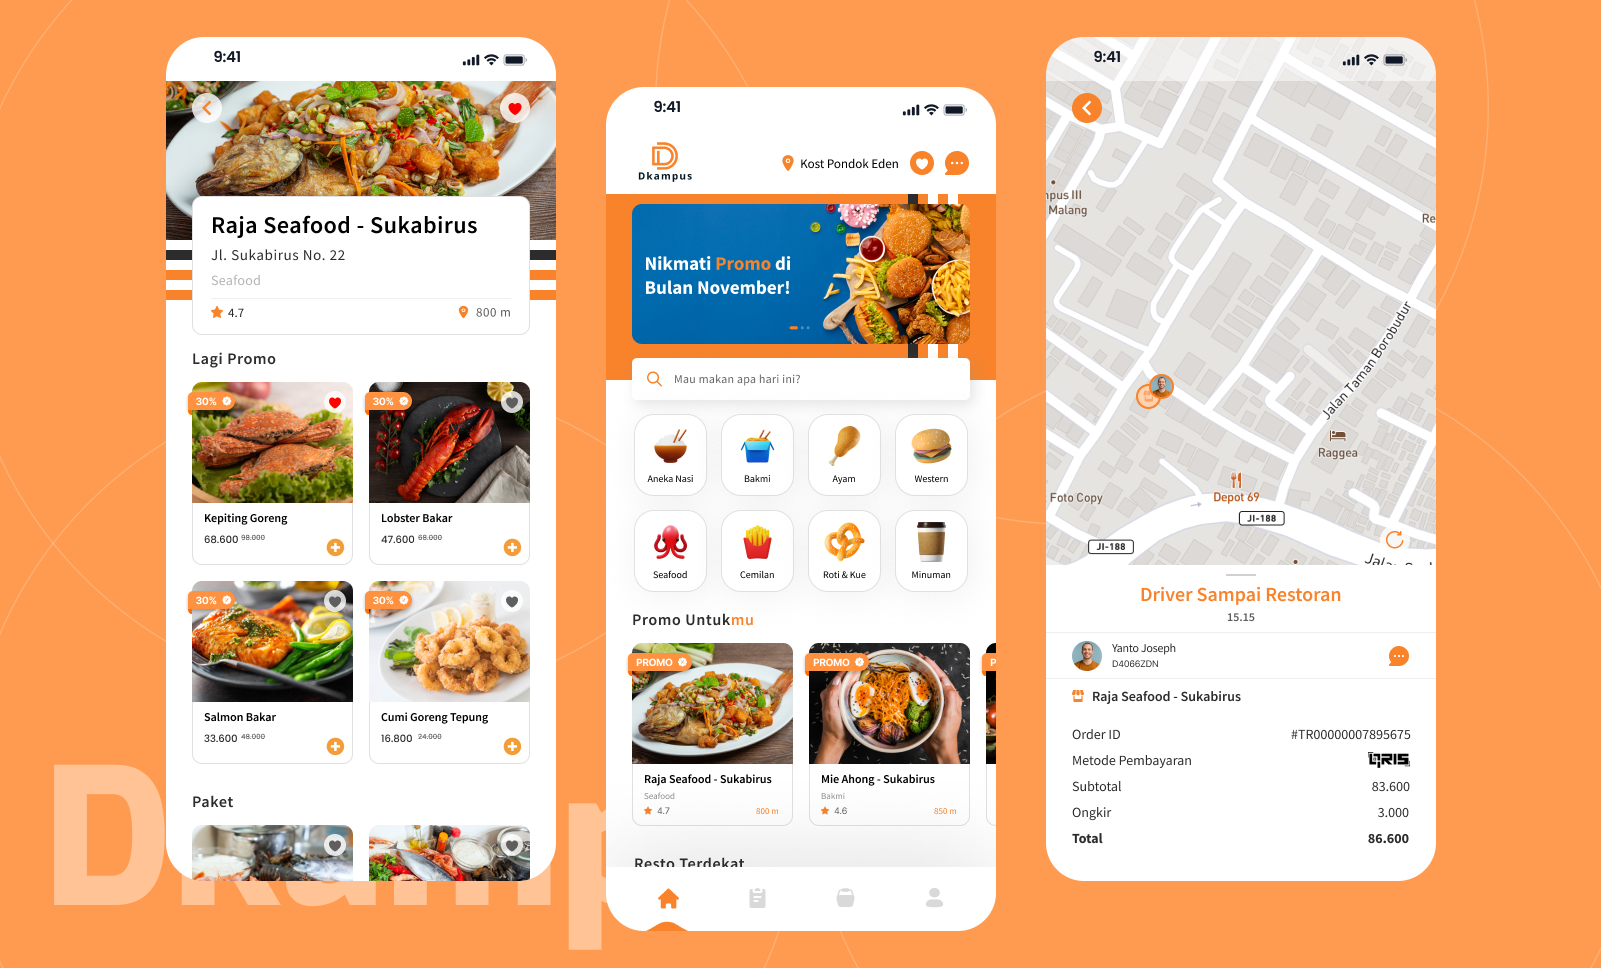 9:41
Raja Seafood - Sukabirus
Jl. Sukabirus No. 22
Seafood
4.7
800 m
Lagi Promo
30%
30%
Kepiting Goreng
68.600 98.000
Lobster Bakar
47.600 68.000
30%
30%
Salmon Bakar
33.600 48.000
Cumi Goreng Tepung
16.800 24.000
Paket
9:41
Dkampus
Kost Pondok Eden
Nikmati Promo di
Bulan November!
Mau makan apa hari ini?
Aneka Nasi
Bakmi
Ayam
Western
Seafood
Cemilan
Roti & Kue
Minuman
Promo Untukmu
PROMO
PROMO
P
Raja Seafood - Sukabirus
Seafood
4.7
800 m
Mie Ahong - Sukabirus
Bakmi
4.6
850 m
Resto Terdekat
9:41
npus III
Malang
Re
Jalan Taman Borobudur
Raggea
Foto Copy
Depot 69
Jl-188
Jl-188
Driver Sampai Restoran
15.15
Yanto Joseph
D4066ZDN
Raja Seafood - Sukabirus
Order ID
#TR00000007895675
Metode Pembayaran
QRIS
Subtotal
83.600
Ongkir
3.000
Total
86.600
Dkamp